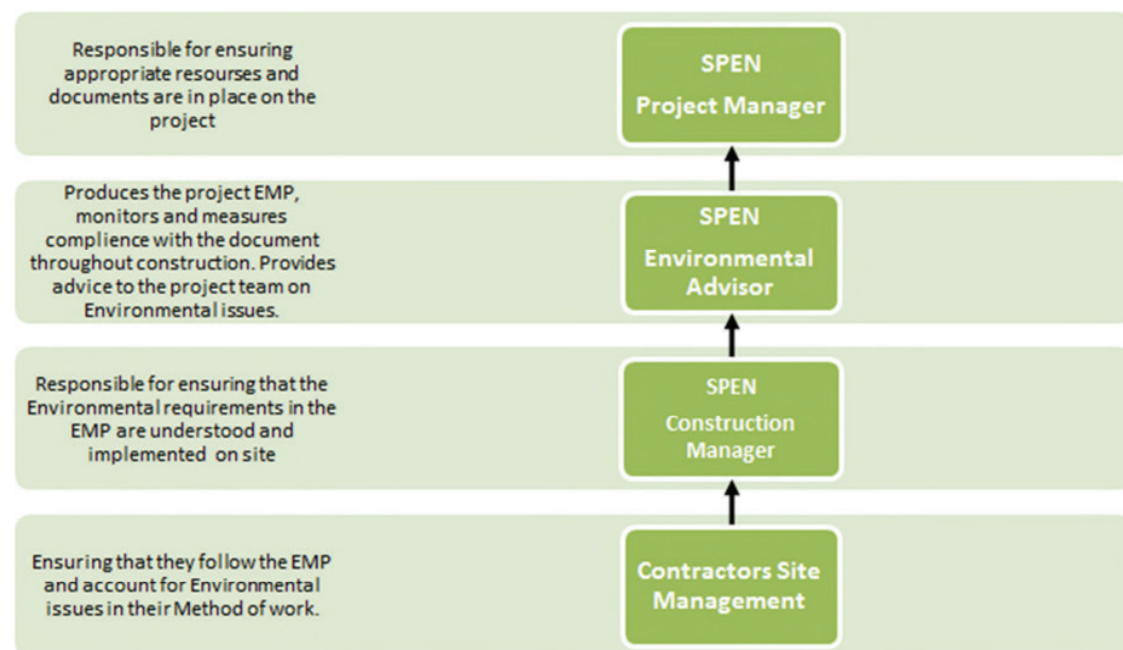 Responsible for ensuring
appropriate resourses and
documents are in place on the
project
SPEN
Project Manager
Produces the project EMP,
monitors and measures
complience with the document
throughout construction. Provides
advice to the project team on
Environmental issues.
SPEN
Environmental
Advisor
Responsible for ensuring that the
Environmental requirements in the
EMP are understood and
implemented on site
SPEN
Construction
Manager
Ensuring that they follow the EMP
and account for Environmental
issues in their Method of work.
Contractors Site
Management